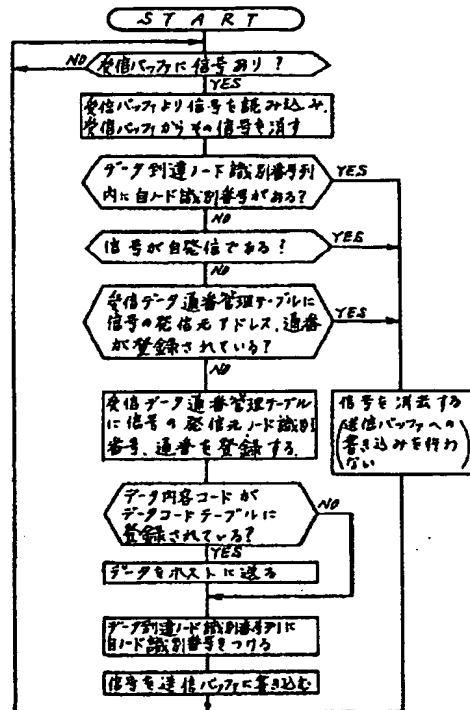 START
NO
受信バッファに信号あり?
YES
受信バッファより信号を読み込み、
受信バッファからその信号を消す
データ到達ノード識別番号列
内に自ノード識別番号がある?
YES
NO
信号が自発信である?
YES
NO
受信データ通番管理テーブルに
信号の発信元アドレス、通番
が登録されている?
YES
NO
受信データ通番管理テーブル
に信号の発信元ノード識別
番号、通番を登録する。
信号を消去する
(送信バッファへの
書き込みを行わ
ない)
データ内容コードが
データコードテーブルに
登録されている?
NO
YES
データをホストに送る
データ到達ノード識別番号列に
自ノード識別番号をつける
信号を送信バッファに書き込む